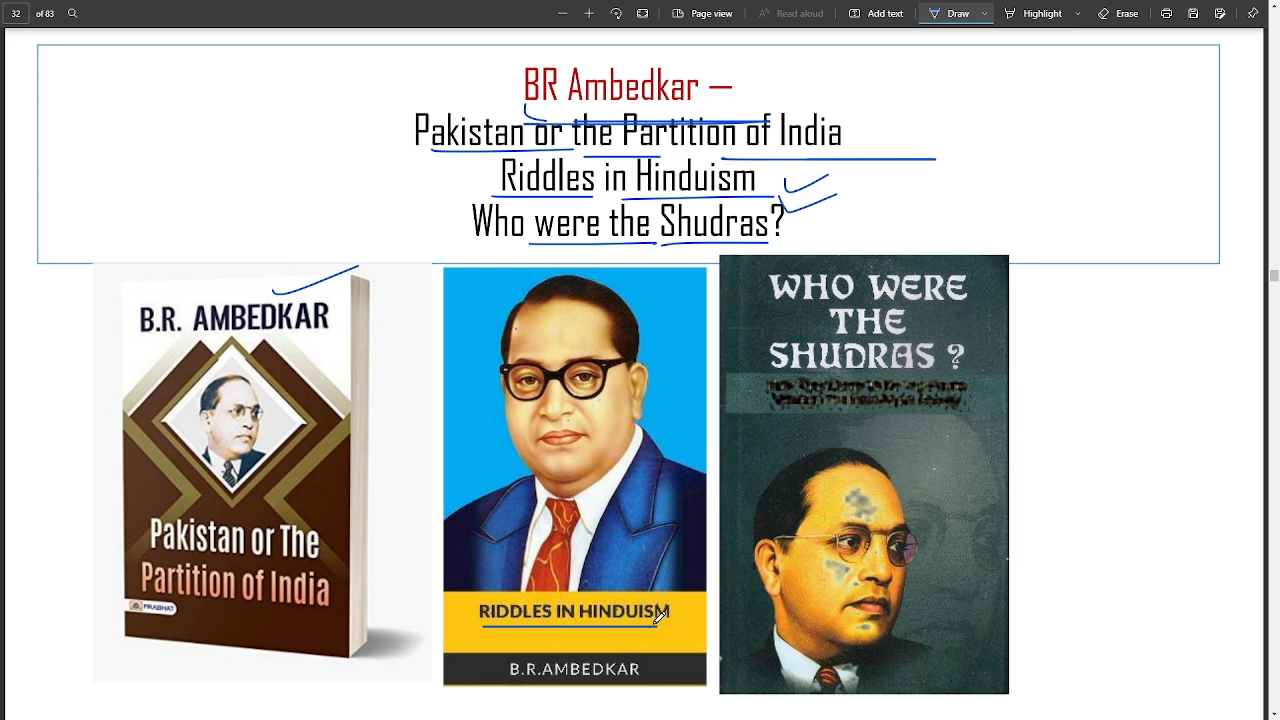 32
of 83
Page view
Read aloud
Add text
Draw
Highlight
Erase
BR Ambedkar –
Pakistan or the Partition of India
Riddles in Hinduism
Who were the Shudras?
B.R. AMBEDKAR
Pakistan or The
Partition of India
PRABHAT
RIDDLES IN HINDUISM
B.R.AMBEDKAR
WHO WERE
THE
SHUDRAS ?